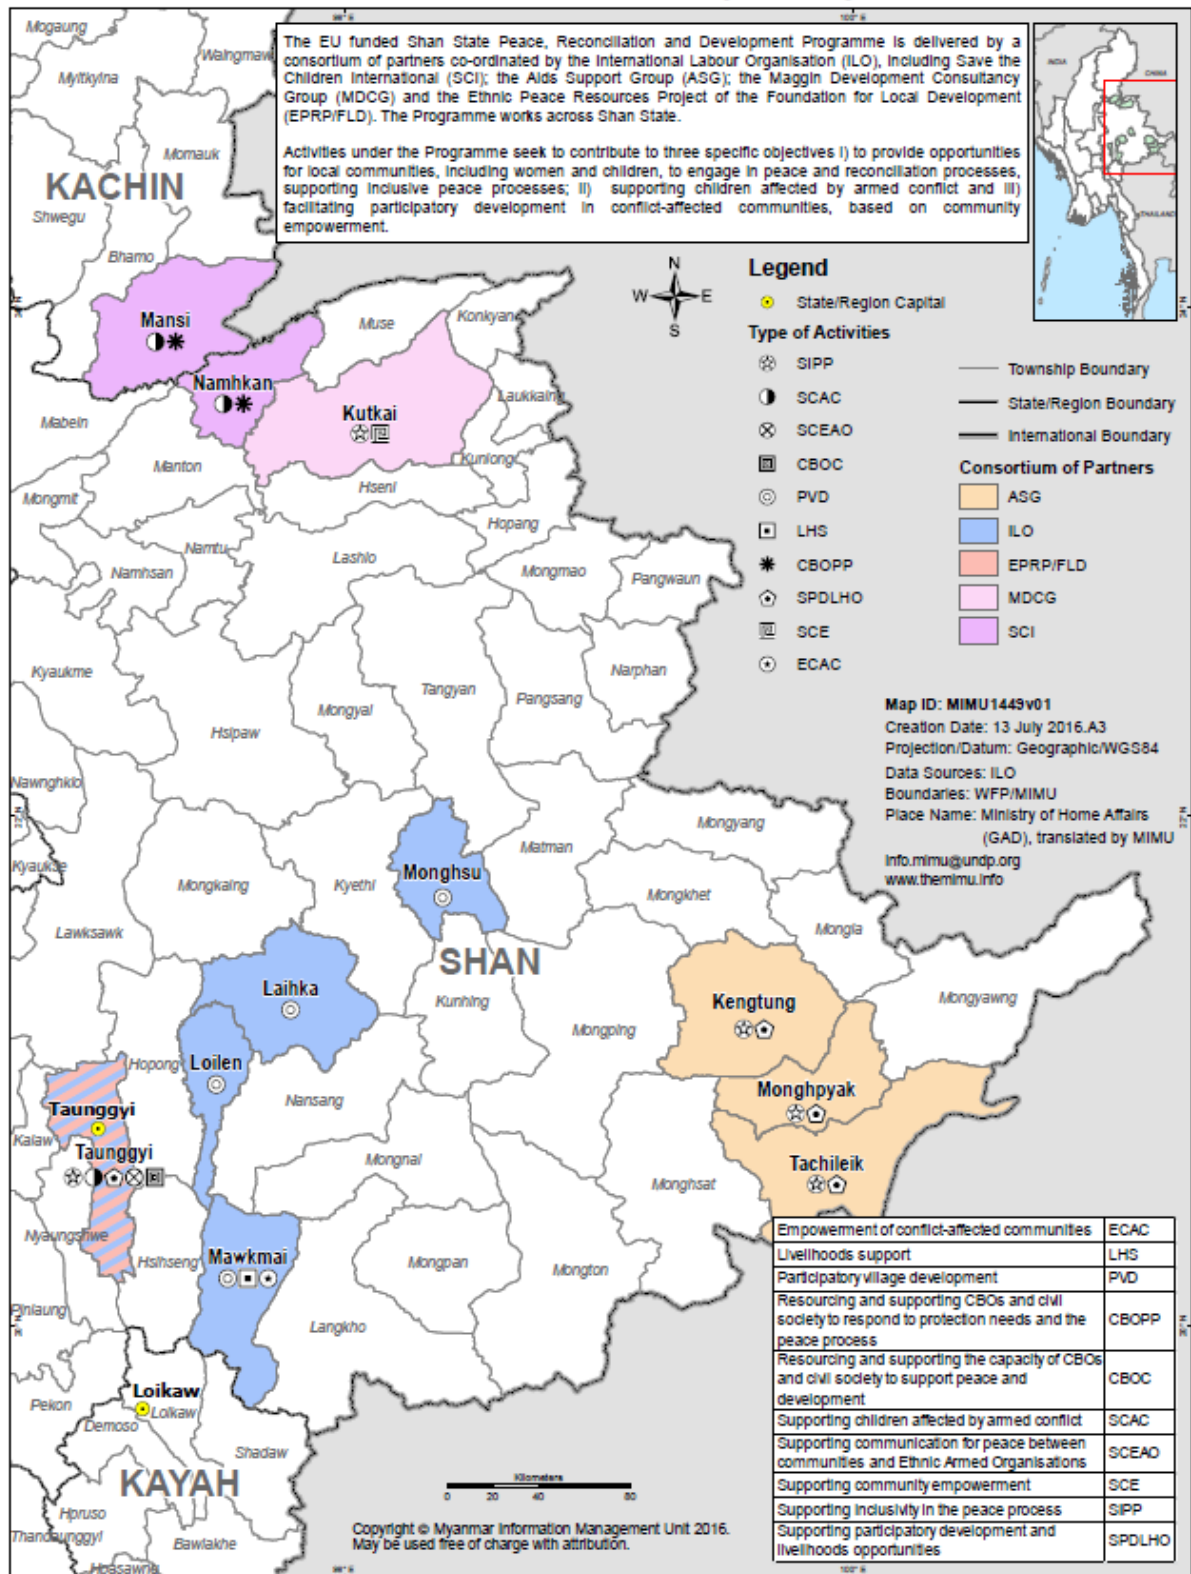 98° E
100° E
The EU funded Shan State Peace, Reconciliation and Development Programme is delivered by a
consortium of partners co-ordinated by the International Labour Organisation (ILO), including Save the
Children International (SCI); the Aids Support Group (ASG); the Maggin Development Consultancy
Group (MDCG) and the Ethnic Peace Resources Project of the Foundation for Local Development
(EPRP/FLD). The Programme works across Shan State.
Activities under the Programme seek to contribute to three specific objectives i) to provide opportunities
for local communities, including women and children, to engage in peace and reconciliation processes,
supporting inclusive peace processes; ii) supporting children affected by armed conflict and iii)
facilitating participatory development in conflict-affected communities, based on community
empowerment.
INDIA
CHINA
THAILAND
Mogaung
Waingmaw
Myitkyina
Momauk
KACHIN
Shwegu
Bhamo
N
W
E
S
Legend
State/Region Capital
Type of Activities
SIPP
SCAC
SCEAO
CBOC
PVD
LHS
CBOPP
SPDLHO
SCE
ECAC
Township Boundary
State/Region Boundary
International Boundary
Consortium of Partners
ASG
ILO
EPRP/FLD
MDCG
SCI
Mansi
Muse
Konkyan
Namhkan
Laukkaing
Kutkai
Mabein
Manton
Kunlong
Hseni
Mongmit
Hopang
Namtu
Lashio
Namhsan
Mongmao
Pangwaun
Kyaukme
Tangyan
Narphan
Pangsang
Mongyai
Hsipaw
Nawnghkio
Map ID: MIMU1449v01
Creation Date: 13 July 2016.A3
Projection/Datum: Geographic/WGS84
Data Sources: ILO
Boundaries: WFP/MIMU
Place Name: Ministry of Home Affairs
(GAD), translated by MIMU
info.mimu@undp.org
www.themimu.info
Mongyang
Matman
Kyaukse
Mongkaing
Kyethi
Monghsu
Mongkhet
Lawksawk
Mongla
SHAN
Laihka
Kunhing
Kengtung
Mongyawng
Mongping
Hopong
Loilen
Monghpyak
Nansang
Taunggyi
Kalaw
Taunggyi
Mongnai
Tachileik
Monghsat
Nyaungshwe
Hsihseng
Mawkmai
Mongpan
Mongton
Pinlaung
Langkho
Loikaw
Pekon
Loikaw
Demoso
Shadaw
KAYAH
Hpruso
Thandaunggyi
Bawlakhe
Hpasawng
Empowerment of conflict-affected communities ECAC
Livelihoods support LHS
Participatory village development PVD
Resourcing and supporting CBOs and civil
society to respond to protection needs and the CBOPP
peace process
Resourcing and supporting the capacity of CBOs
and civil society to support peace and CBOC
development
Supporting children affected by armed conflict SCAC
Supporting communication for peace between
communities and Ethnic Armed Organisations SCEAO
Supporting community empowerment SCE
Supporting inclusivity in the peace process SIPP
Supporting participatory development and
livelihoods opportunities SPDLHO
Kilometers
0 20 40 80
Copyright © Myanmar Information Management Unit 2016.
May be used free of charge with attribution.
98° E
100° E